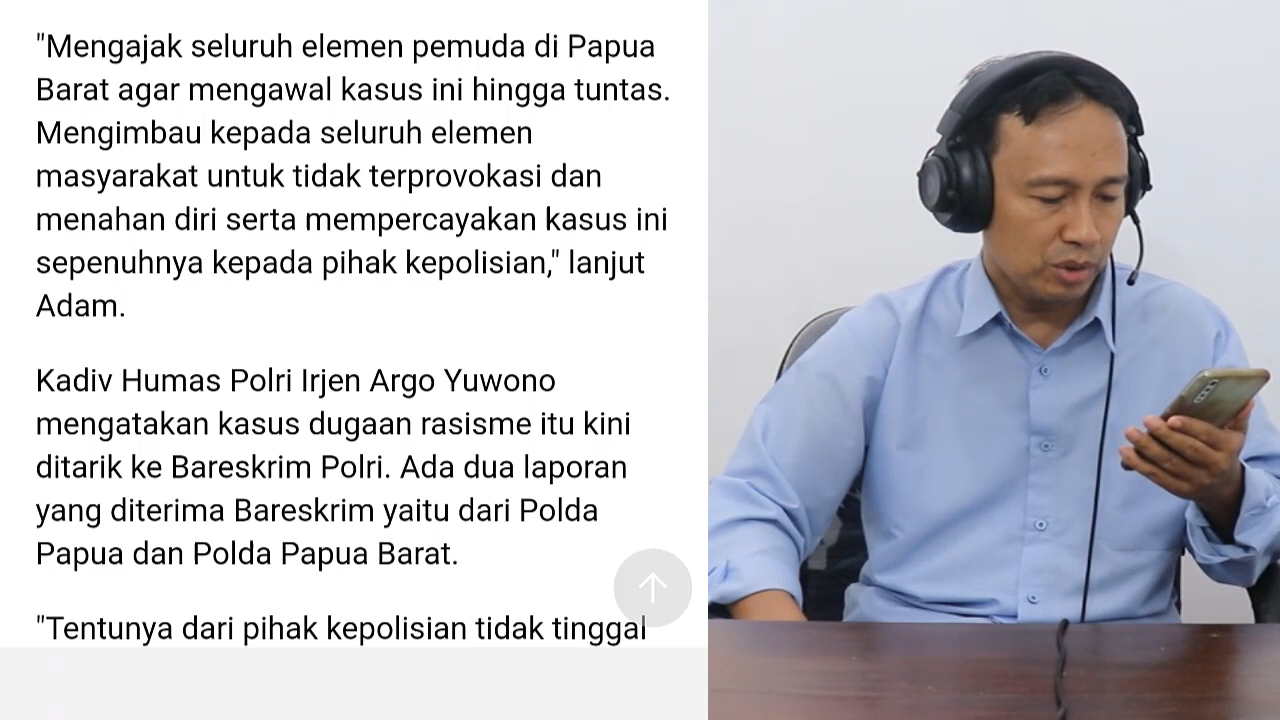 "Mengajak seluruh elemen pemuda di Papua
Barat agar mengawal kasus ini hingga tuntas.
Mengimbau kepada seluruh elemen
masyarakat untuk tidak terprovokasi dan
menahan diri serta mempercayakan kasus ini
sepenuhnya kepada pihak kepolisian," lanjut
Adam.
Kadiv Humas Polri Irjen Argo Yuwono
mengatakan kasus dugaan rasisme itu kini
ditarik ke Bareskrim Polri. Ada dua laporan
yang diterima Bareskrim yaitu dari Polda
Papua dan Polda Papua Barat.
"Tentunya dari pihak kepolisian tidak tinggal